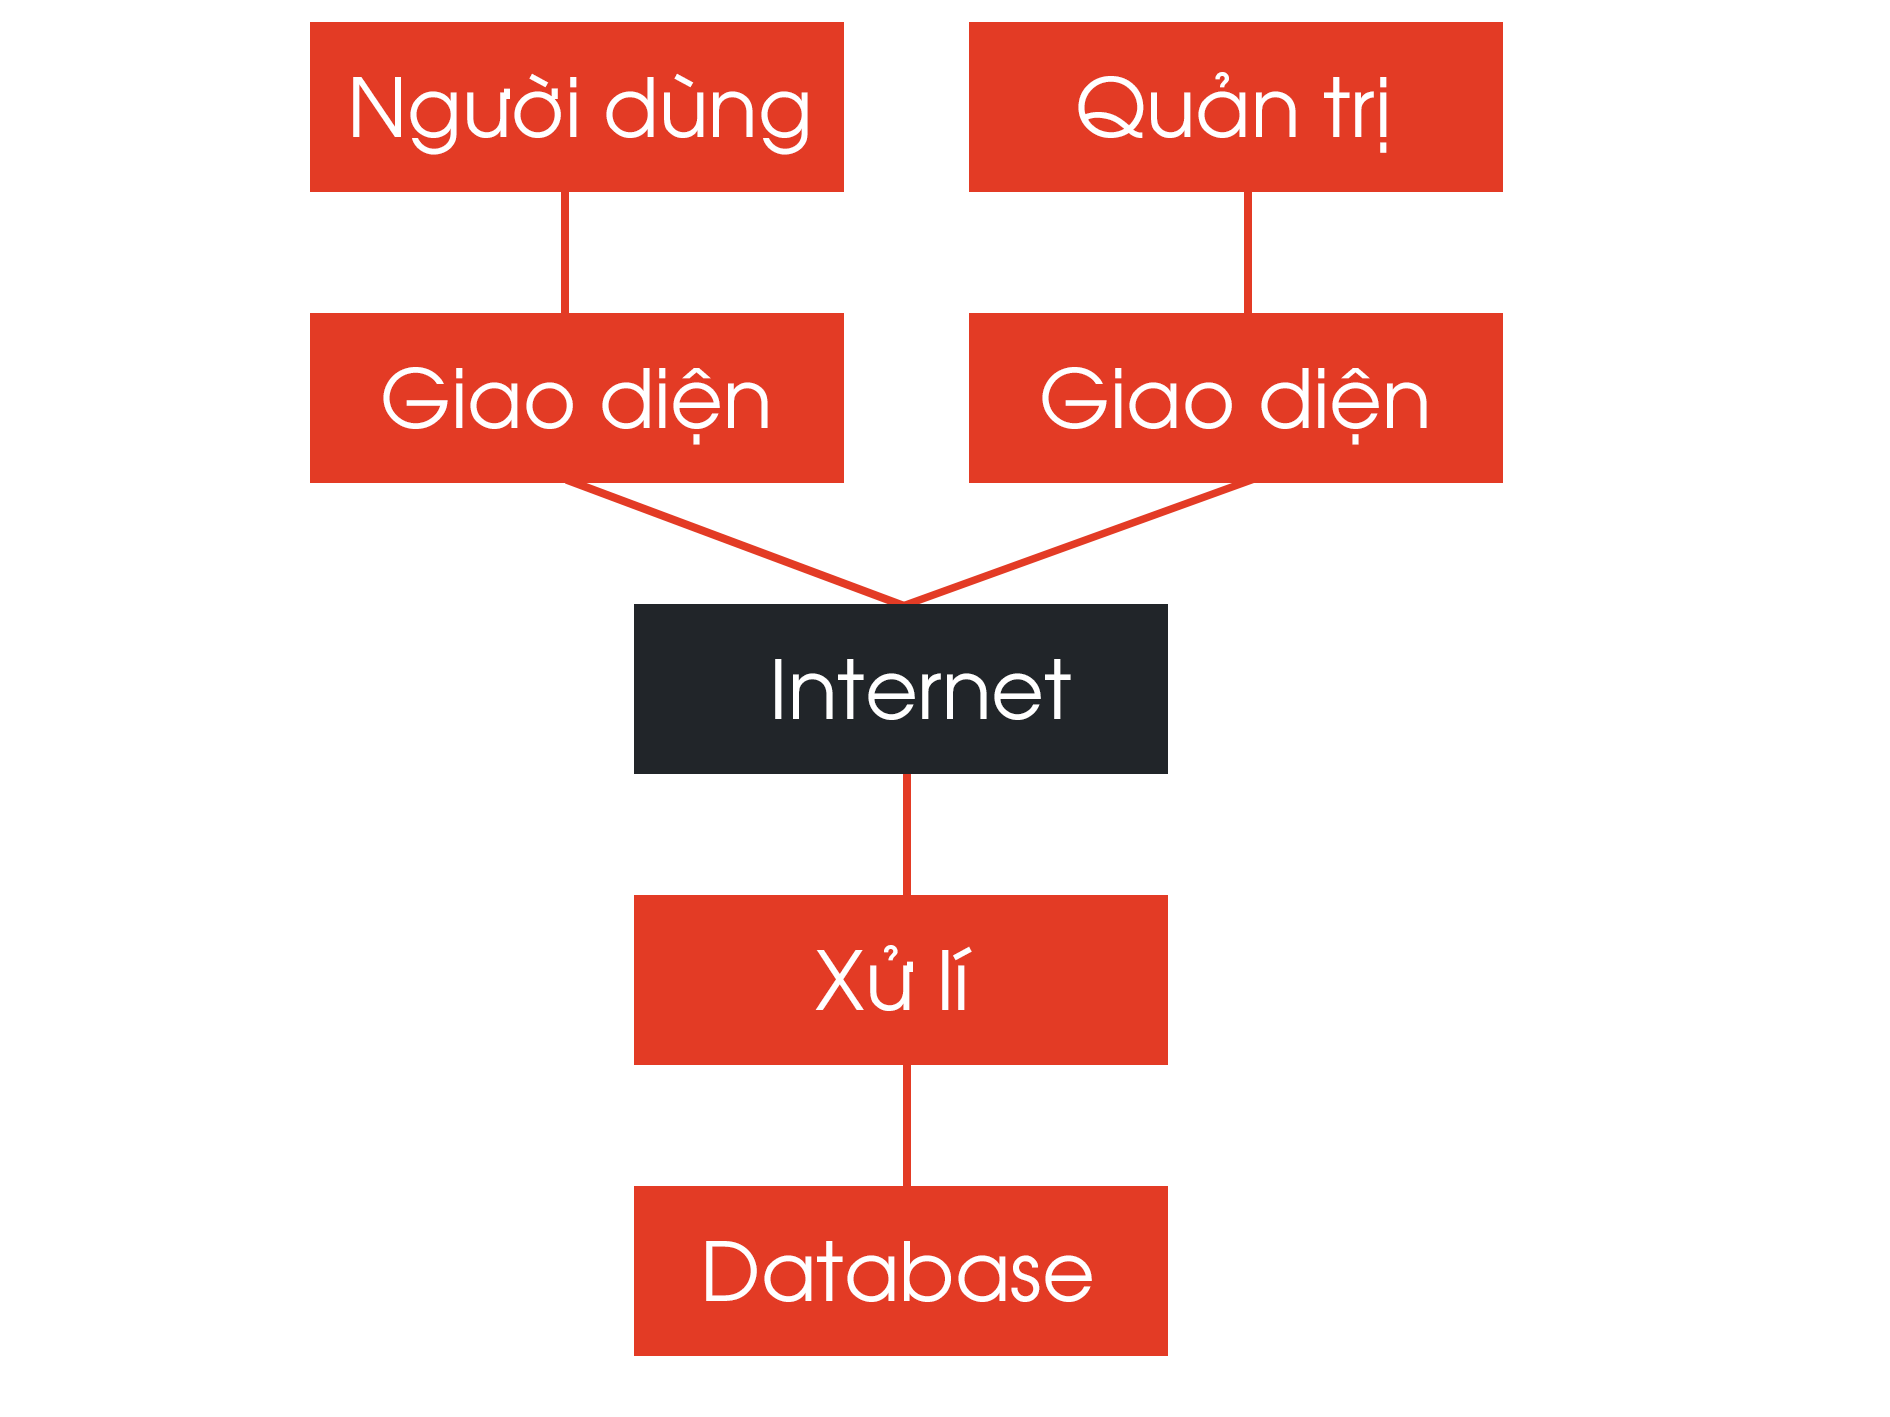 Người dùng
Quản trị
Giao diện
Giao diện
Internet
Xử lí
Database